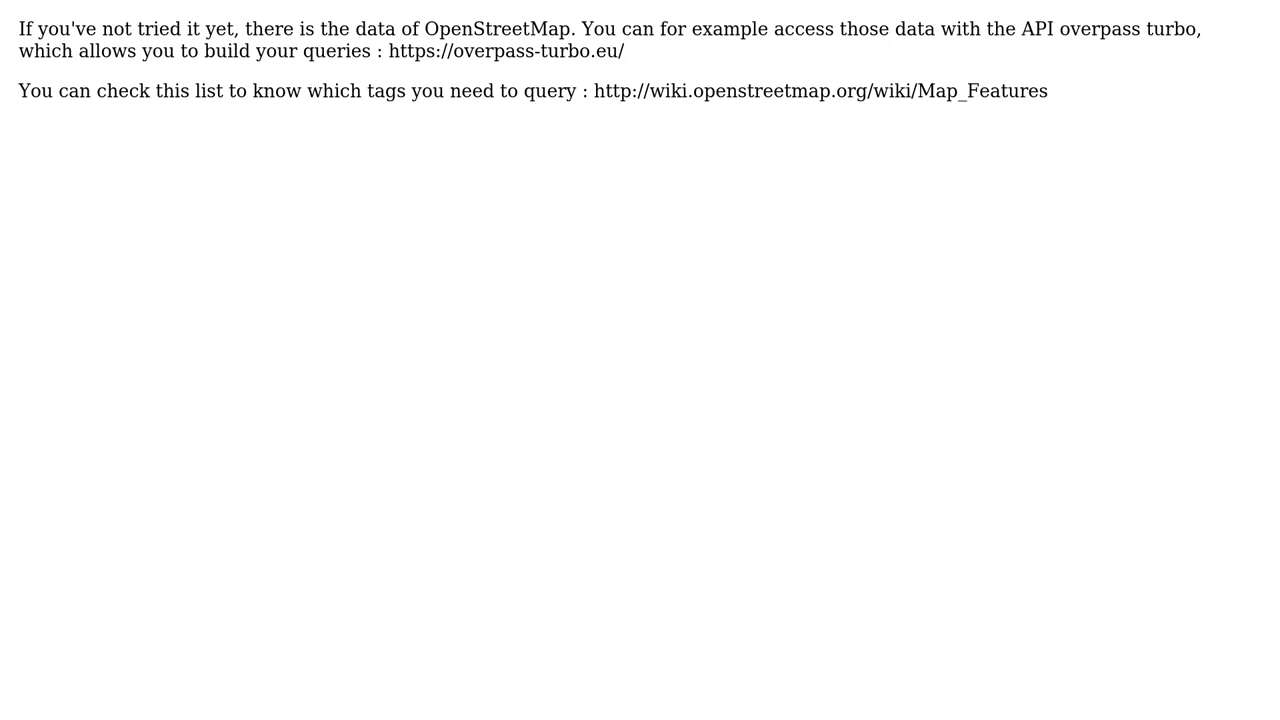 If you've not tried it yet, there is the data of OpenStreetMap. You can for example access those data with the API overpass turbo,
which allows you to build your queries : https://overpass-turbo.eu/
You can check this list to know which tags you need to query : http://wiki.openstreetmap.org/wiki/Map_Features